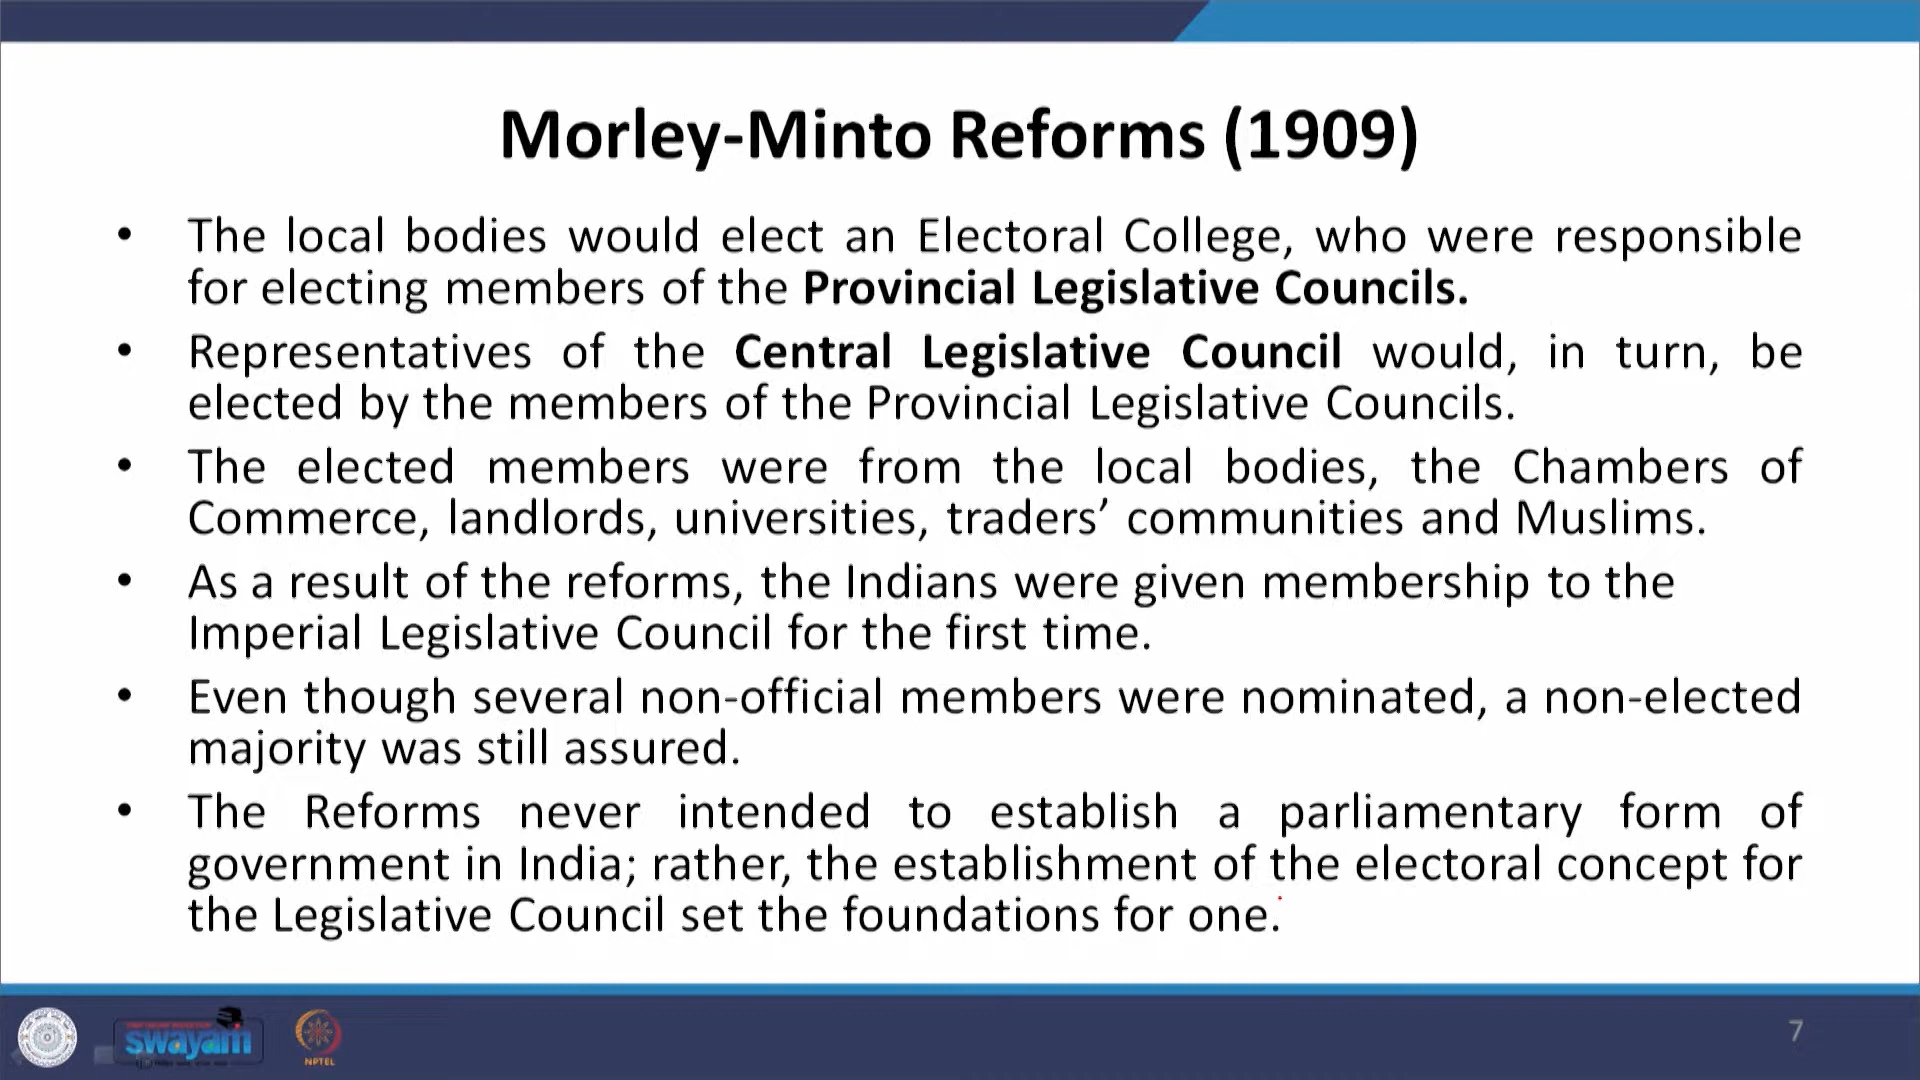 Morley-Minto Reforms (1909)
• The local bodies would elect an Electoral College, who were responsible
for electing members of the Provincial Legislative Councils.
• Representatives of the Central Legislative Council would, in turn, be
elected by the members of the Provincial Legislative Councils.
• The elected members were from the local bodies, the Chambers of
Commerce, landlords, universities, traders’ communities and Muslims.
• As a result of the reforms, the Indians were given membership to the
Imperial Legislative Council for the first time.
• Even though several non-official members were nominated, a non-elected
majority was still assured.
• The Reforms never intended to establish a parliamentary form of
government in India; rather, the establishment of the electoral concept for
the Legislative Council set the foundations for one.
swayam
NPTEL
7